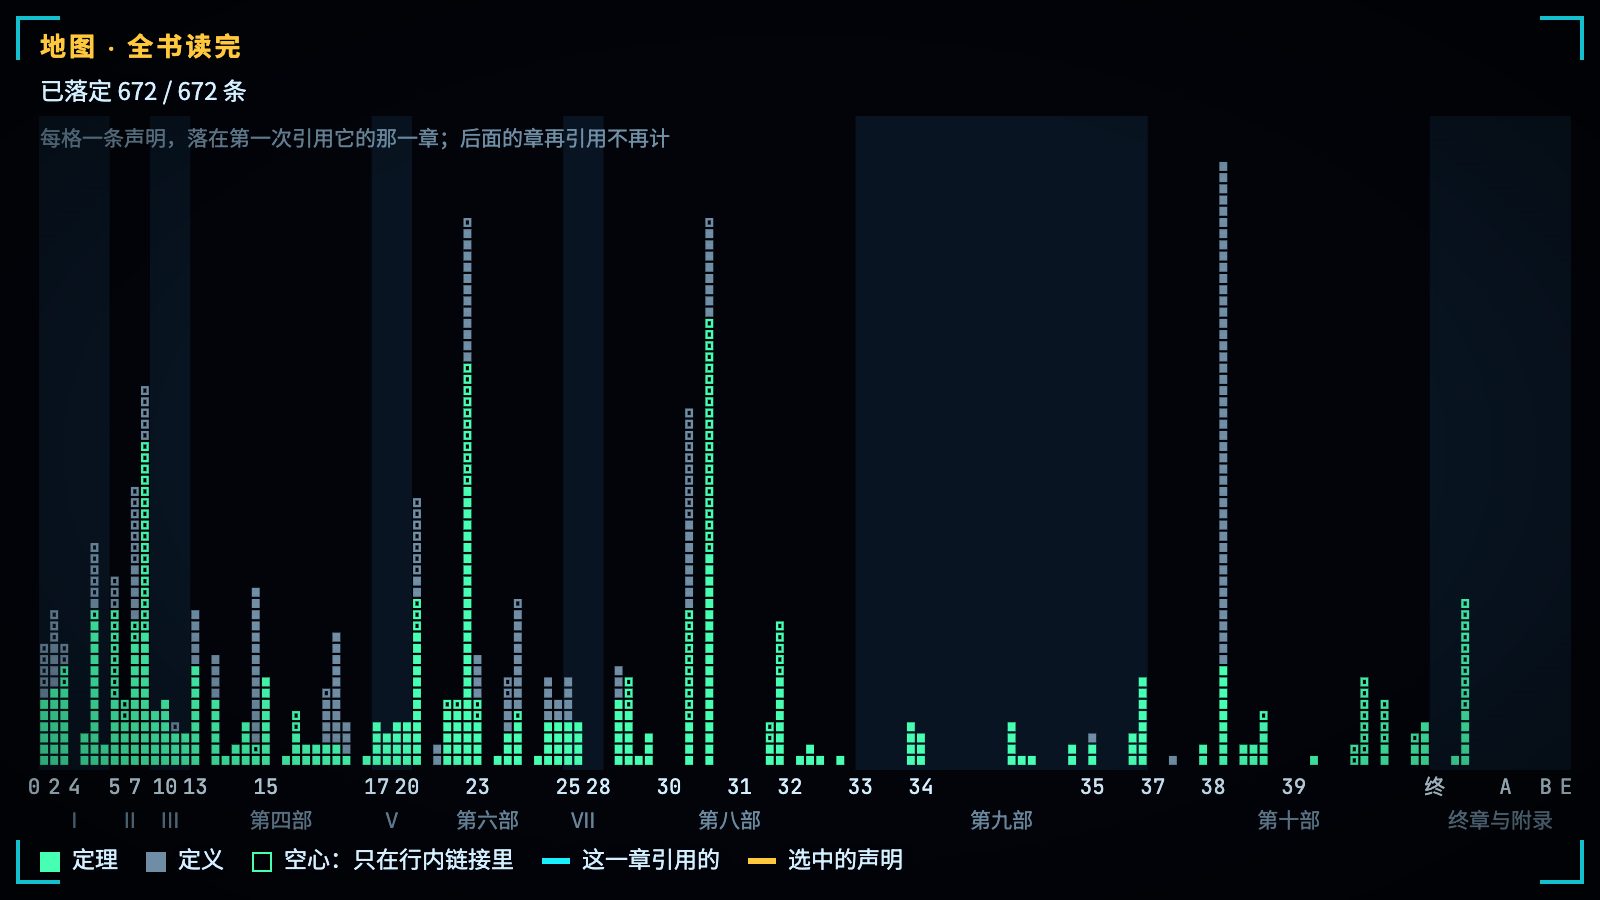 地图 · 全书读完
已落定 672 / 672 条
每格一条声明，落在第一次引用它的那一章；后面的章再引用不再计
0 2 4 5 7 10 13 15 17 20 23 25 28 30 31 32 33 34 35 37 38 39 终 A B E
I II III 第四部 V 第六部 VII 第八部 第九部 第十部 终章与附录
定理 定义 空心：只在行内链接里 这一章引用的 选中的声明